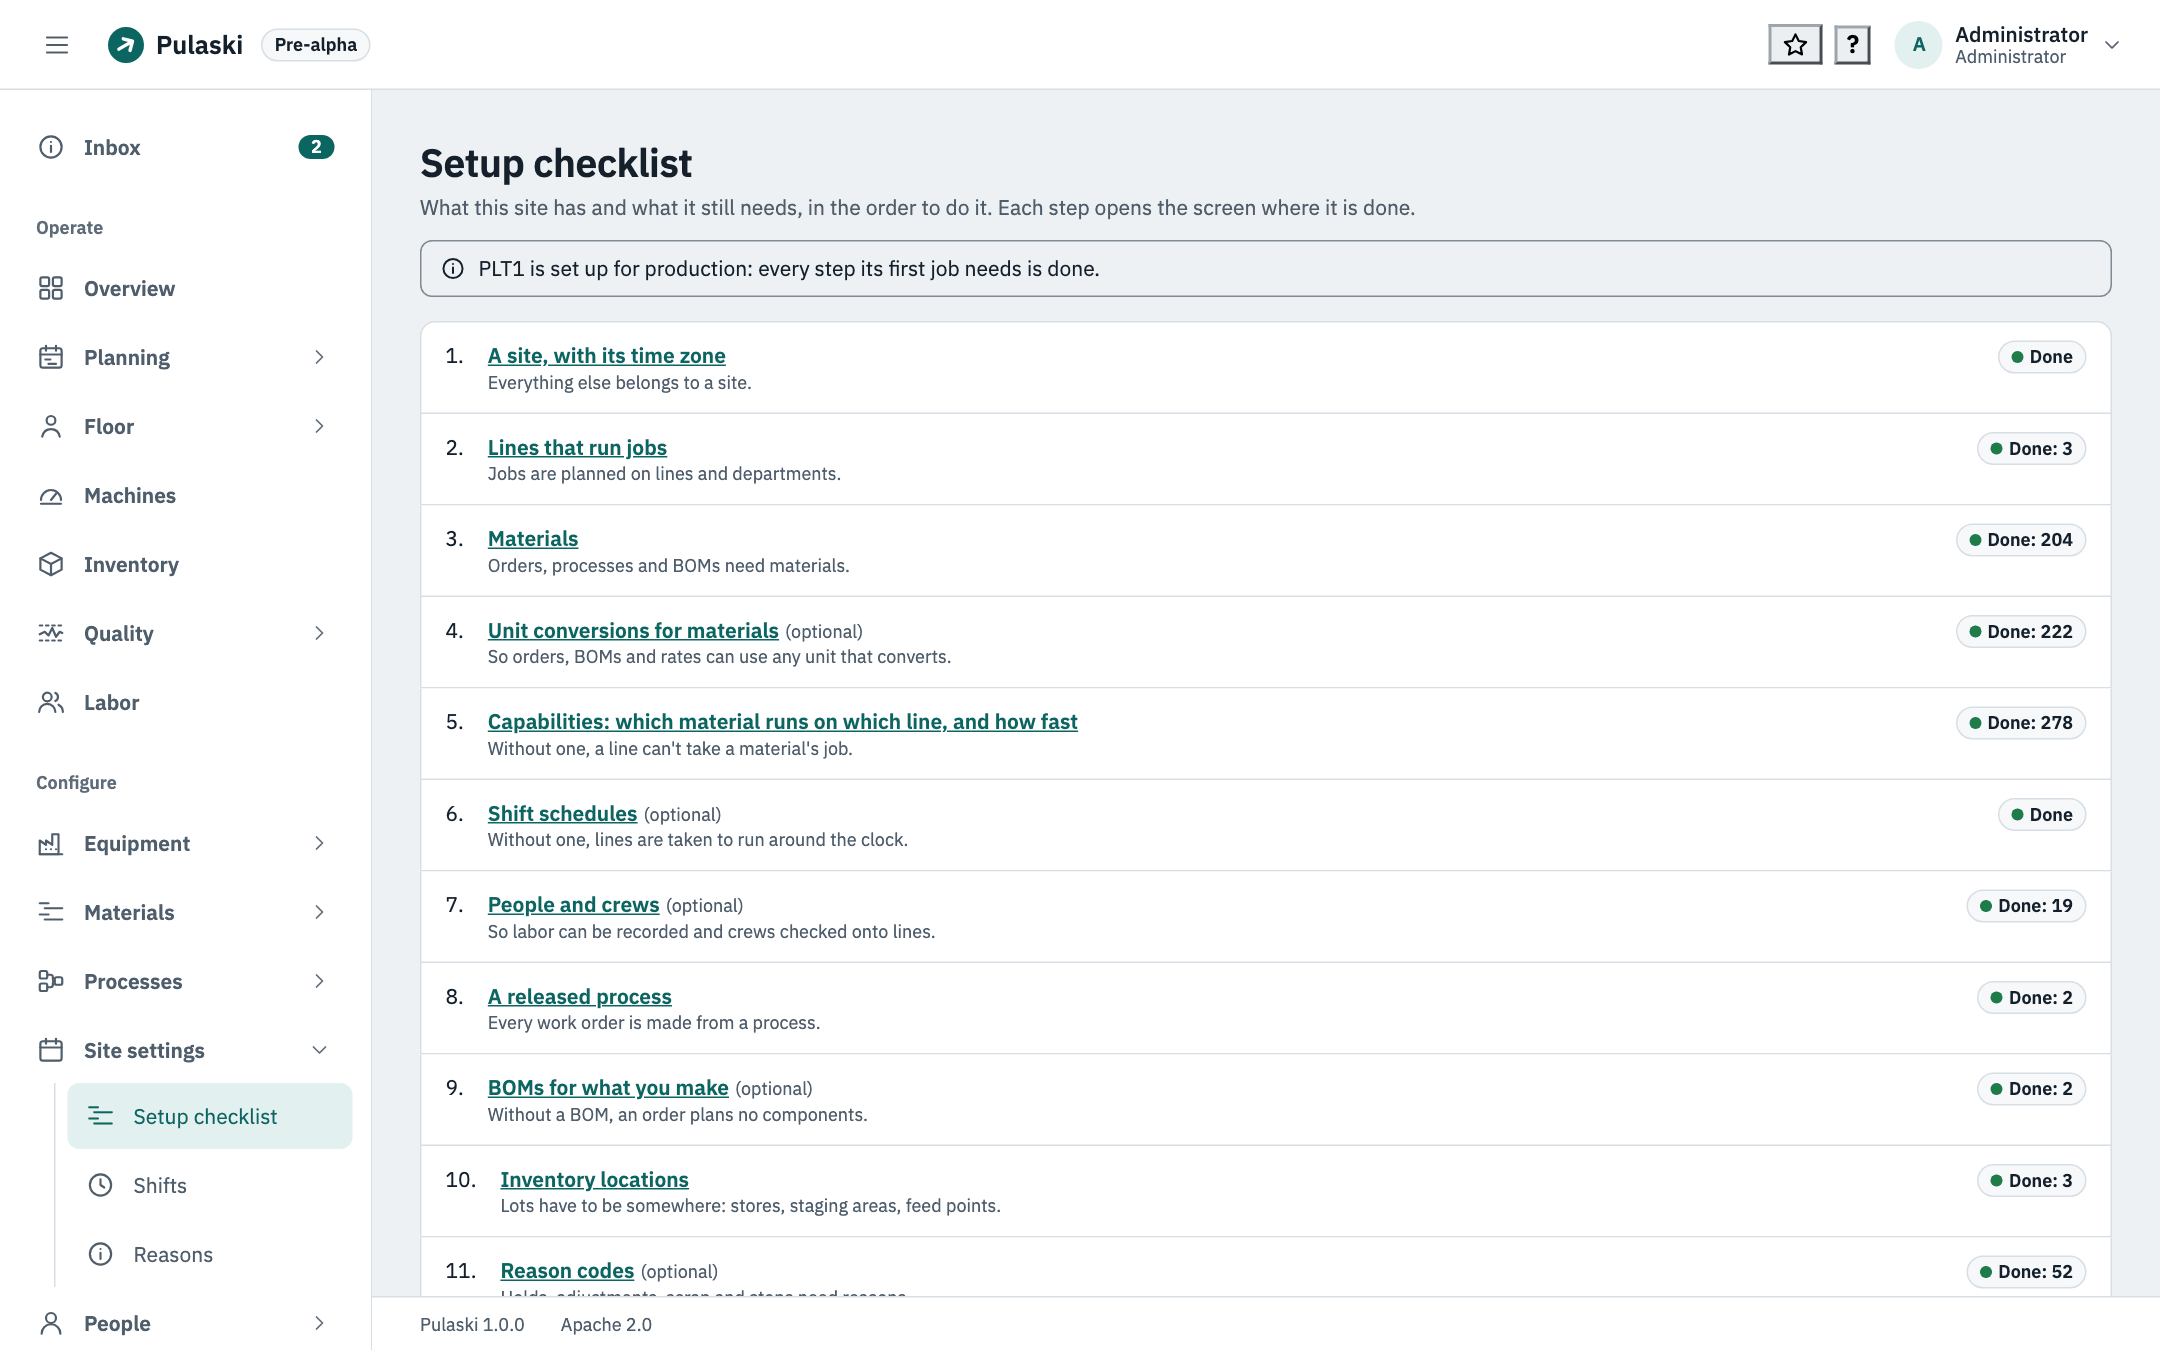 Pulaski
Pre-alpha
?
A
Administrator
Administrator
Inbox
2
Operate
Overview
Planning
Floor
Machines
Inventory
Quality
Labor
Configure
Equipment
Materials
Processes
Site settings
Setup checklist
Shifts
Reasons
People
Setup checklist
What this site has and what it still needs, in the order to do it. Each step opens the screen where it is done.
PLT1 is set up for production: every step its first job needs is done.
1. A site, with its time zone
Everything else belongs to a site.
Done
2. Lines that run jobs
Jobs are planned on lines and departments.
Done: 3
3. Materials
Orders, processes and BOMs need materials.
Done: 204
4. Unit conversions for materials (optional)
So orders, BOMs and rates can use any unit that converts.
Done: 222
5. Capabilities: which material runs on which line, and how fast
Without one, a line can't take a material's job.
Done: 278
6. Shift schedules (optional)
Without one, lines are taken to run around the clock.
Done
7. People and crews (optional)
So labor can be recorded and crews checked onto lines.
Done: 19
8. A released process
Every work order is made from a process.
Done: 2
9. BOMs for what you make (optional)
Without a BOM, an order plans no components.
Done: 2
10. Inventory locations
Lots have to be somewhere: stores, staging areas, feed points.
Done: 3
11. Reason codes (optional)
Holds, adjustments, scrap and stops need reasons.
Done: 52
Pulaski 1.0.0
Apache 2.0